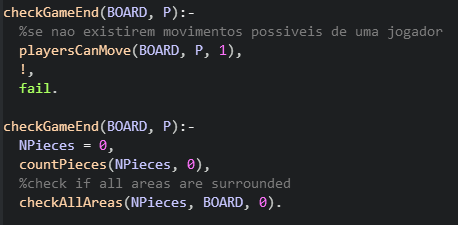 checkGameEnd(BOARD, P):-
  %se nao existirem movimentos possiveis de uma jogador
  playersCanMove(BOARD, P, 1),
  !,
  fail.

checkGameEnd(BOARD, P):-
  NPieces = 0,
  countPieces(NPieces, 0),
  %check if all areas are surrounded
  checkAllAreas(NPieces, BOARD, 0).